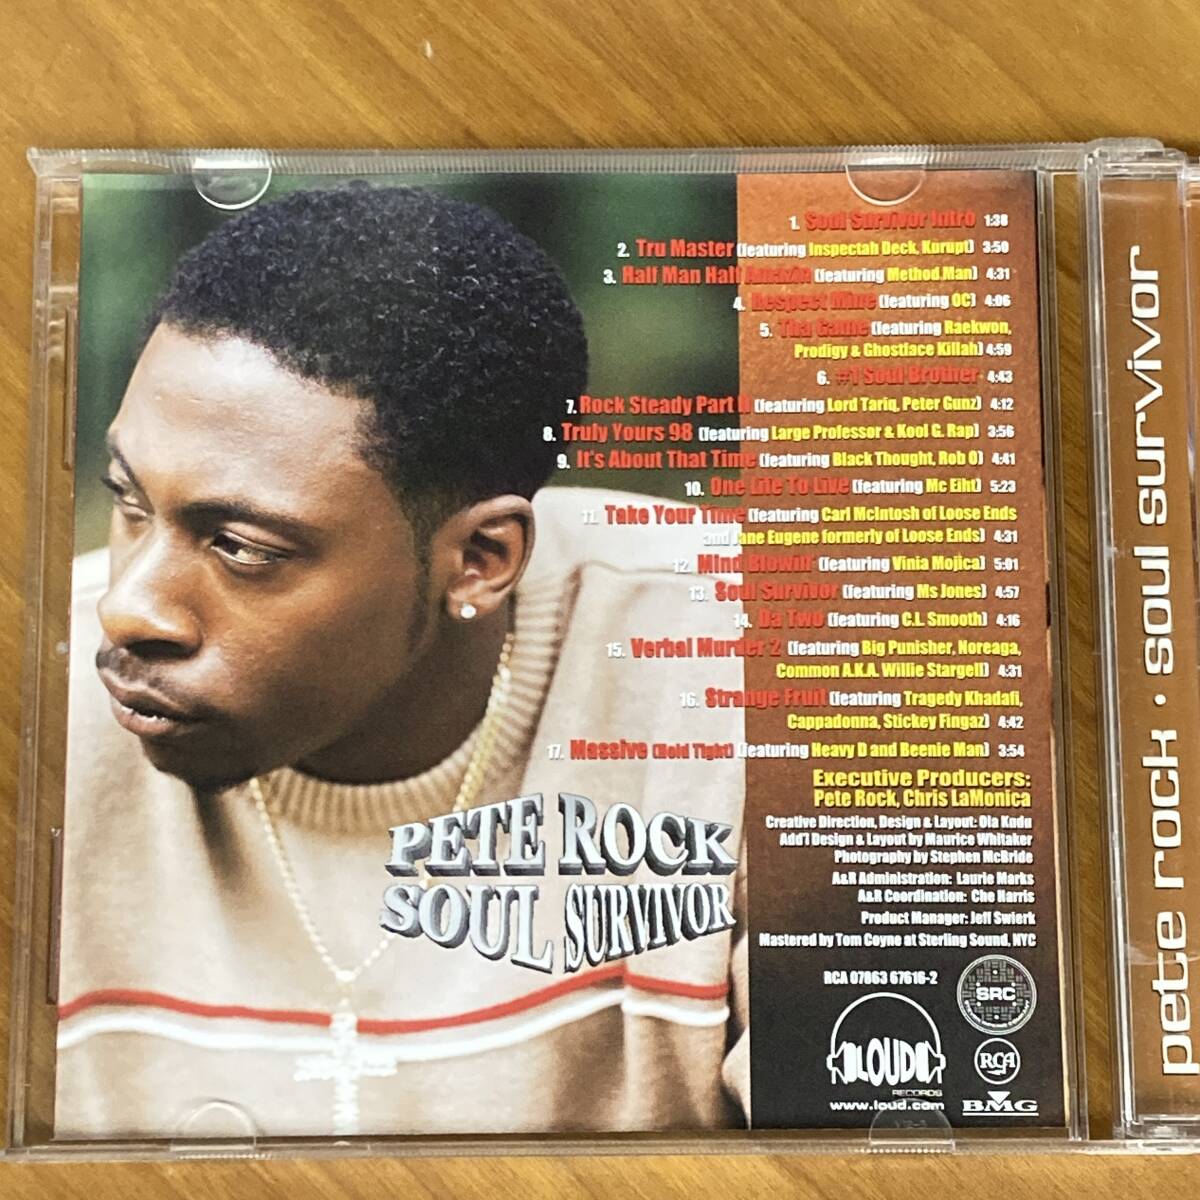 1. Soul Survivor Intro 1:38
2. Tru Master (featuring Inspectah Deck, Kurupt) 3:50
3. Half Man Half Amazin (featuring Method Man) 4:31
4. Respect Mine (featuring OC) 4:06
5. Tha Game (featuring Raekwon,
Prodigy & Ghostface Killah) 4:59
6. #1 Soul Brother 4:43
7. Rock Steady Part II (featuring Lord Tariq, Peter Gunz) 4:12
8. Truly Yours 98 (featuring Large Professor & Kool G. Rap) 3:56
9. It's About That Time (featuring Black Thought, Rob O) 4:41
10. One Life To Live (featuring Mc Eiht) 5:23
11. Take Your Time (featuring Carl McIntosh of Loose Ends
and Jane Eugene formerly of Loose Ends) 4:31
12. Mind Blowin' (featuring Vinia Mojica) 5:01
13. Soul Survivor (featuring Ms Jones) 4:57
14. Da Two (featuring C.L. Smooth) 4:16
15. Verbal Murder 2 (featuring Big Punisher, Noreaga,
Common A.K.A. Willie Stargell) 4:31
16. Strange Fruit (featuring Tragedy Khadafi,
Cappadonna, Stickey Fingaz) 4:42
17. Massive (Hold Tight) (featuring Heavy D and Beenie Man) 3:54
Executive Producers:
Pete Rock, Chris LaMonica
Creative Direction, Design & Layout: Ola Kudu
Add'l Design & Layout by Maurice Whitaker
Photography by Stephen McBride
A&R Administration: Laurie Marks
A&R Coordination: Che Harris
Product Manager: Jeff Swierk
Mastered by Tom Coyne at Sterling Sound, NYC
PETE ROCK
SOUL SURVIVOR
RCA 07863 67616-2
SRC
LOUD
RECORDS
www.loud.com
RCA
BMG
pete rock · soul survivor